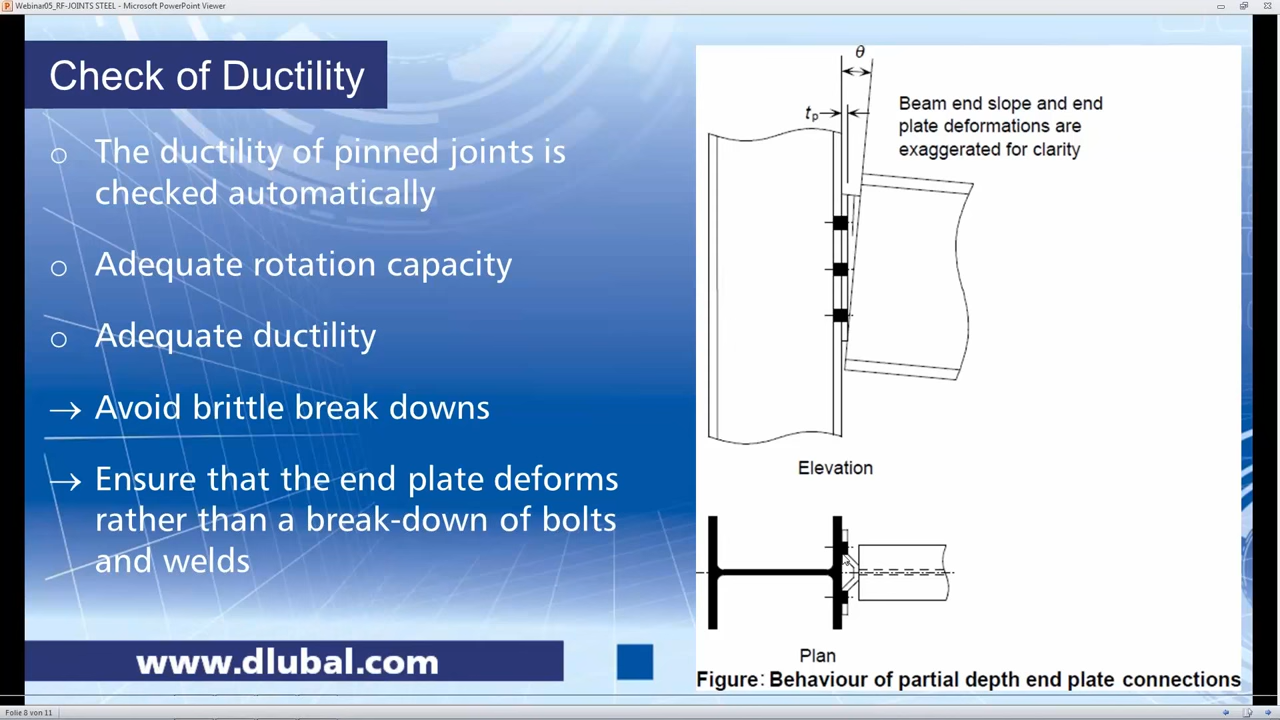 Webinar05_RF-JOINTS STEEL - Microsoft PowerPoint Viewer
Check of Ductility
o The ductility of pinned joints is
checked automatically
o Adequate rotation capacity
o Adequate ductility
→ Avoid brittle break downs
→ Ensure that the end plate deforms
rather than a break-down of bolts
and welds
www.dlubal.com
θ
tp
Beam end slope and end
plate deformations are
exaggerated for clarity
Elevation
Plan
Figure: Behaviour of partial depth end plate connections
Folie 8 von 11